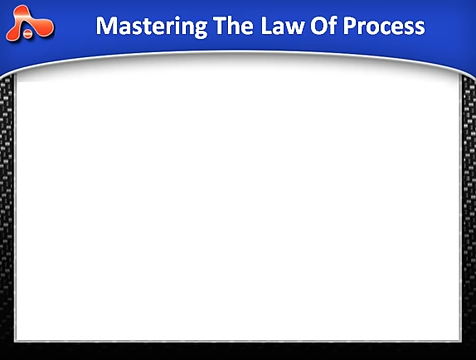 Mastering The Law Of Process